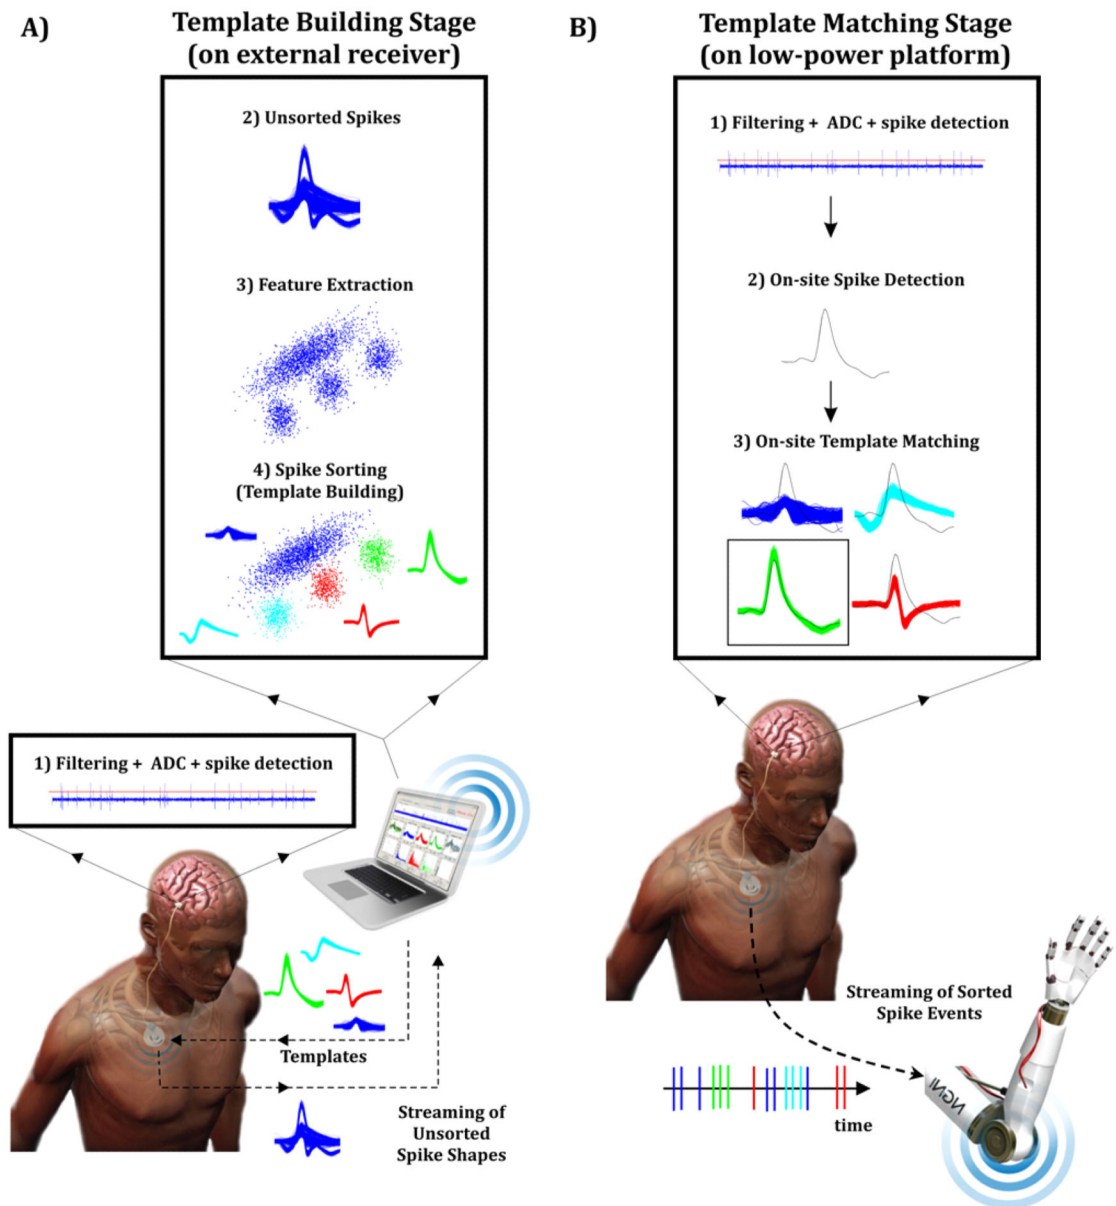 A)
Template Building Stage
(on external receiver)
2) Unsorted Spikes
3) Feature Extraction
4) Spike Sorting
(Template Building)
1) Filtering + ADC + spike detection
Templates
Streaming of
Unsorted
Spike Shapes
B)
Template Matching Stage
(on low-power platform)
1) Filtering + ADC + spike detection
2) On-site Spike Detection
3) On-site Template Matching
Streaming of Sorted
Spike Events
time
NGNI